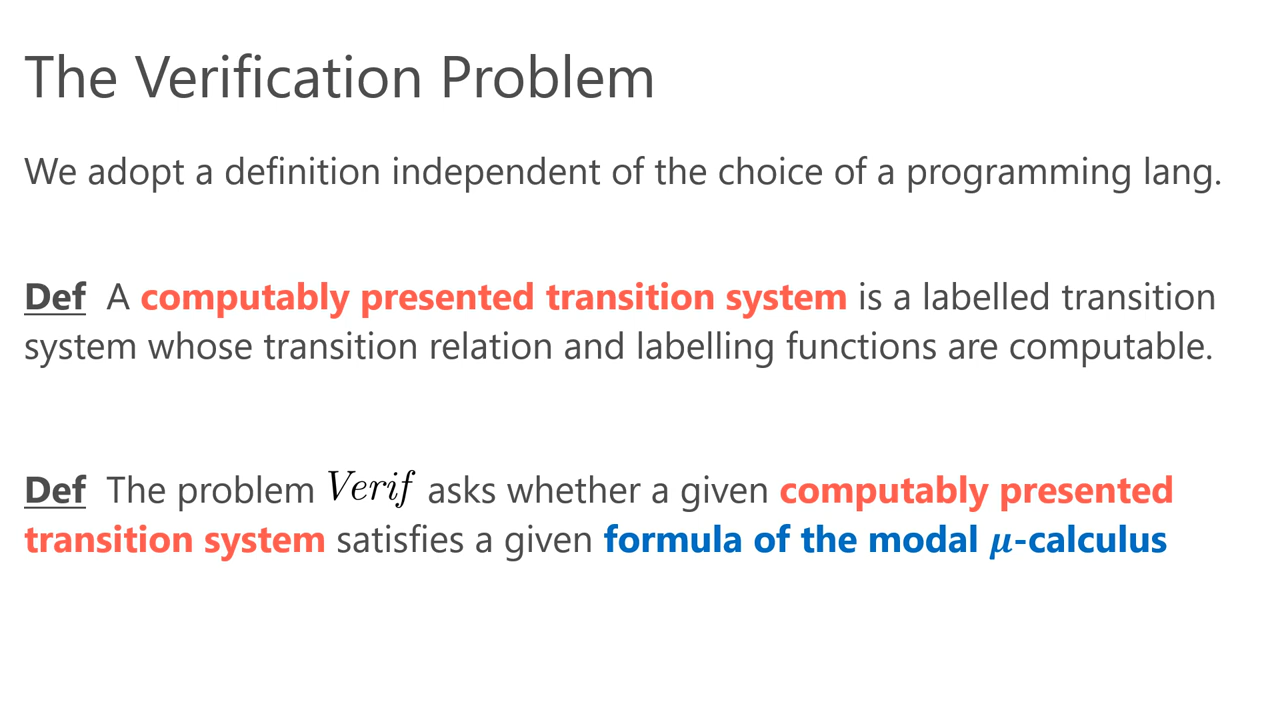 The Verification Problem
We adopt a definition independent of the choice of a programming lang.
Def A computably presented transition system is a labelled transition
system whose transition relation and labelling functions are computable.
Def The problem Verif asks whether a given computably presented
transition system satisfies a given formula of the modal μ-calculus